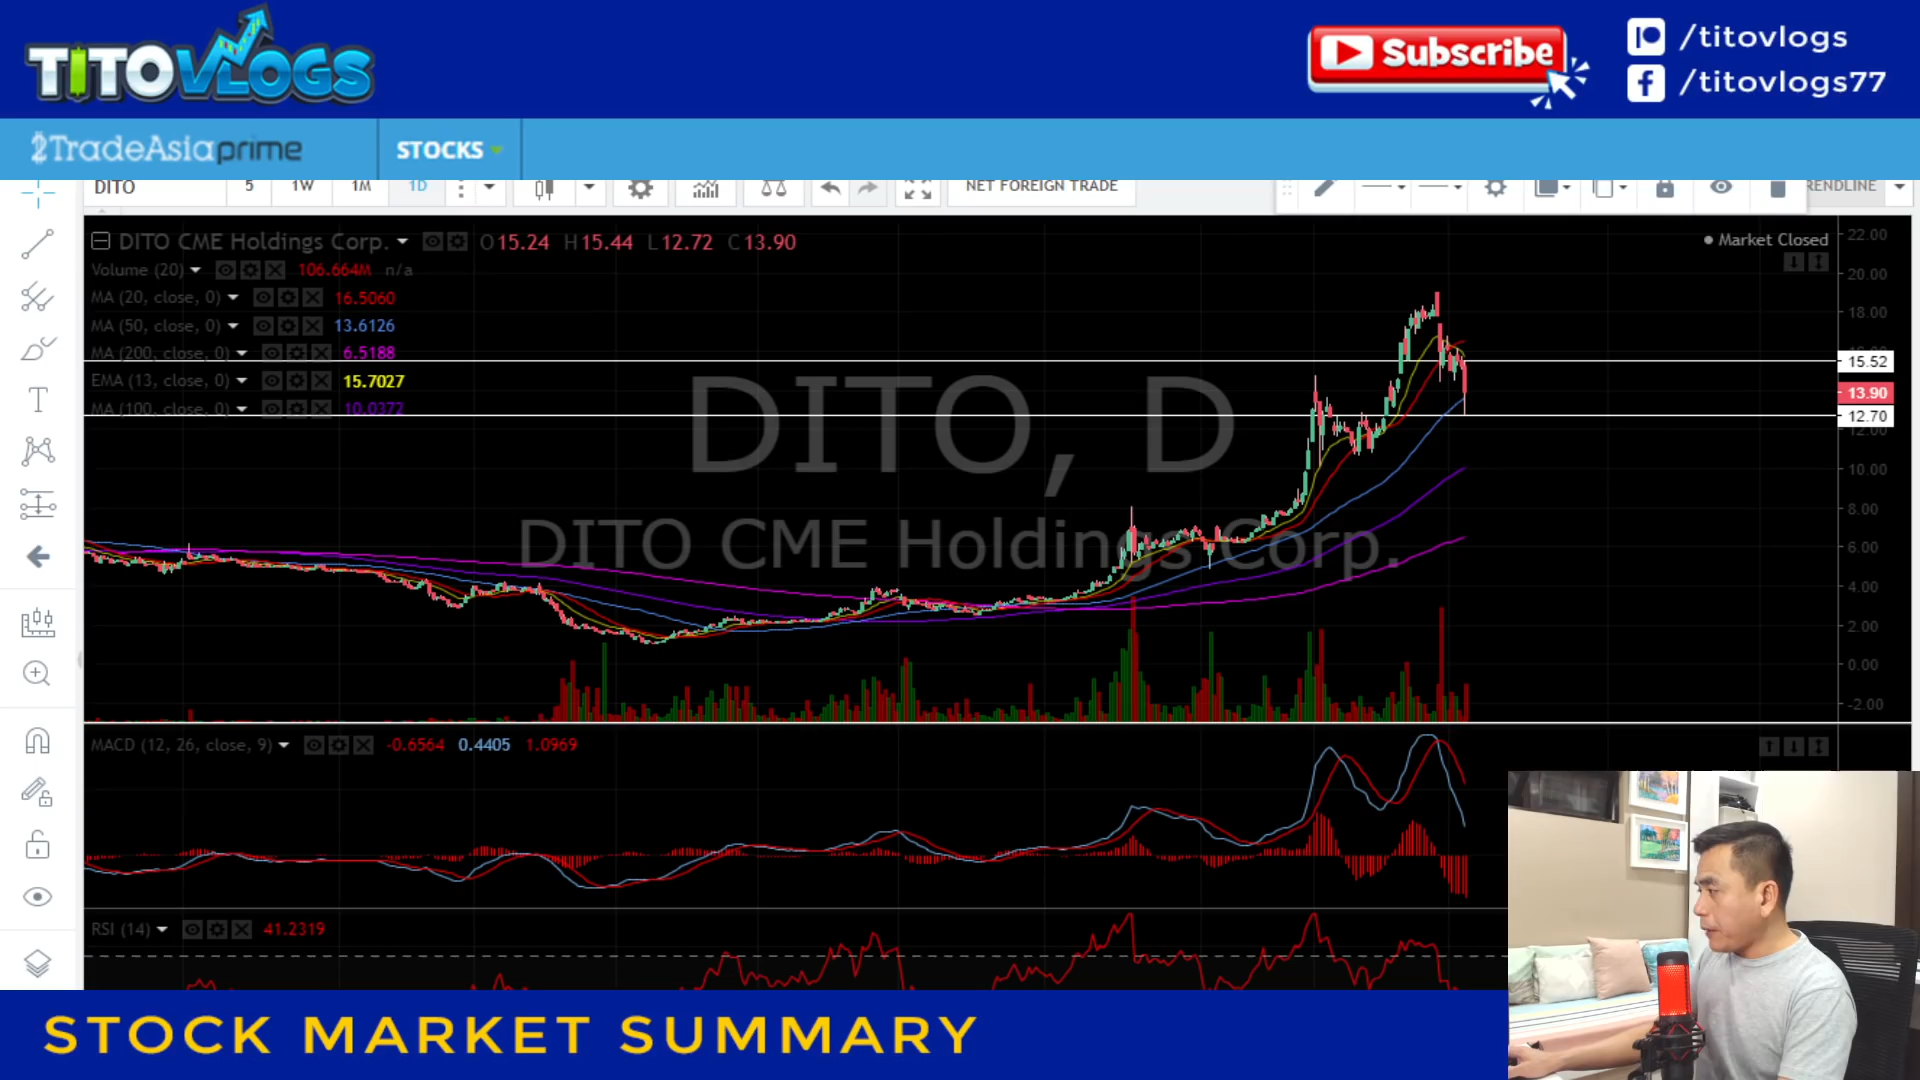 TITOVLOGS
Subscribe
/titovlogs
/titovlogs77
2TradeAsiaprime
STOCKS
DITO 5 1W 1M 1D NET FOREIGN TRADE RENDLINE
DITO CME Holdings Corp. O15.24 H15.44 L12.72 C13.90
Market Closed
Volume (20) 106.664M n/a
MA (20, close, 0) 16.5060
MA (50, close, 0) 13.6126
MA (200, close, 0) 6.5188
EMA (13, close, 0) 15.7027
MA (100, close, 0) 10.0372
DITO, D
DITO CME Holdings Corp.
22.00
20.00
18.00
15.52
13.90
12.70
12.00
10.00
8.00
6.00
4.00
2.00
0.00
-2.00
MACD (12, 26, close, 9) -0.6564 0.4405 1.0969
RSI (14) 41.2319
STOCK MARKET SUMMARY